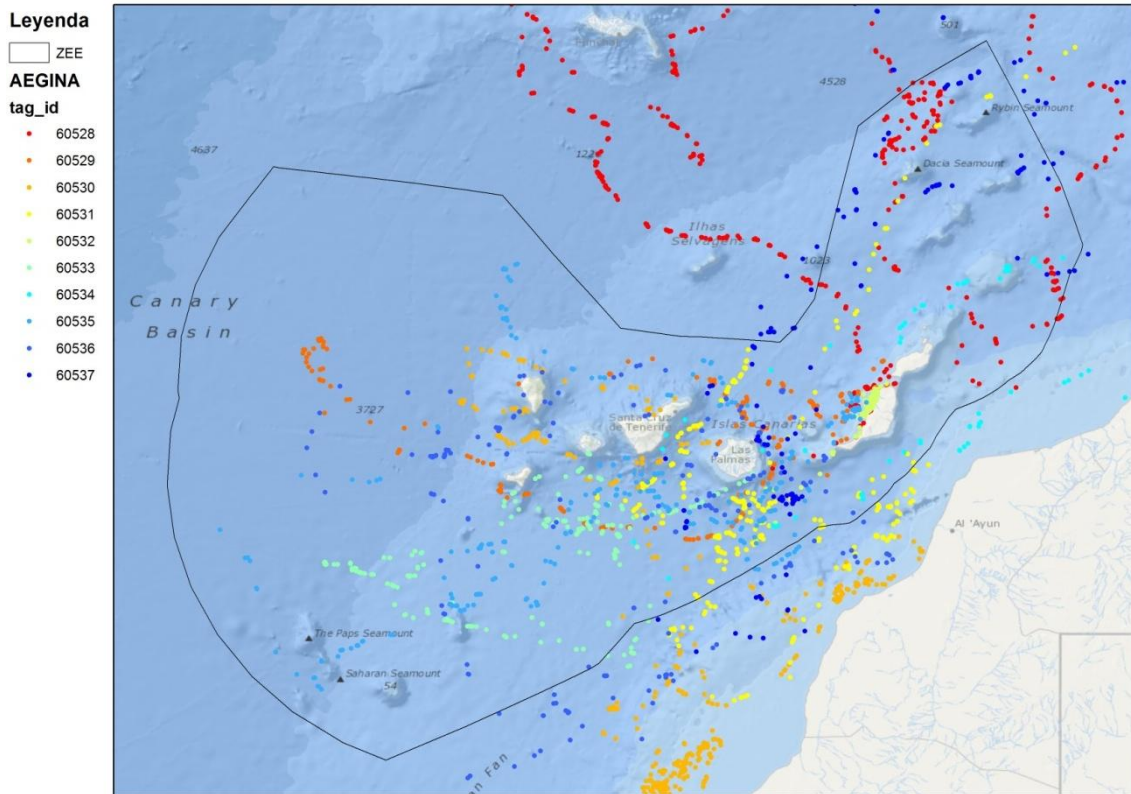 Leyenda
ZEE
AEGINA
tag_id
60528
60529
60530
60531
60532
60533
60534
60535
60536
60537
501
4528
Rybin Seamount
4637
Dacia Seamount
Ilhas
Selvagens
1023
Canary
Basin
3727
Santa Cruz
de Tenerife
Islas Canarias
Las
Palmas
Al 'Ayun
The Paps Seamount
Saharan Seamount
54
Fan